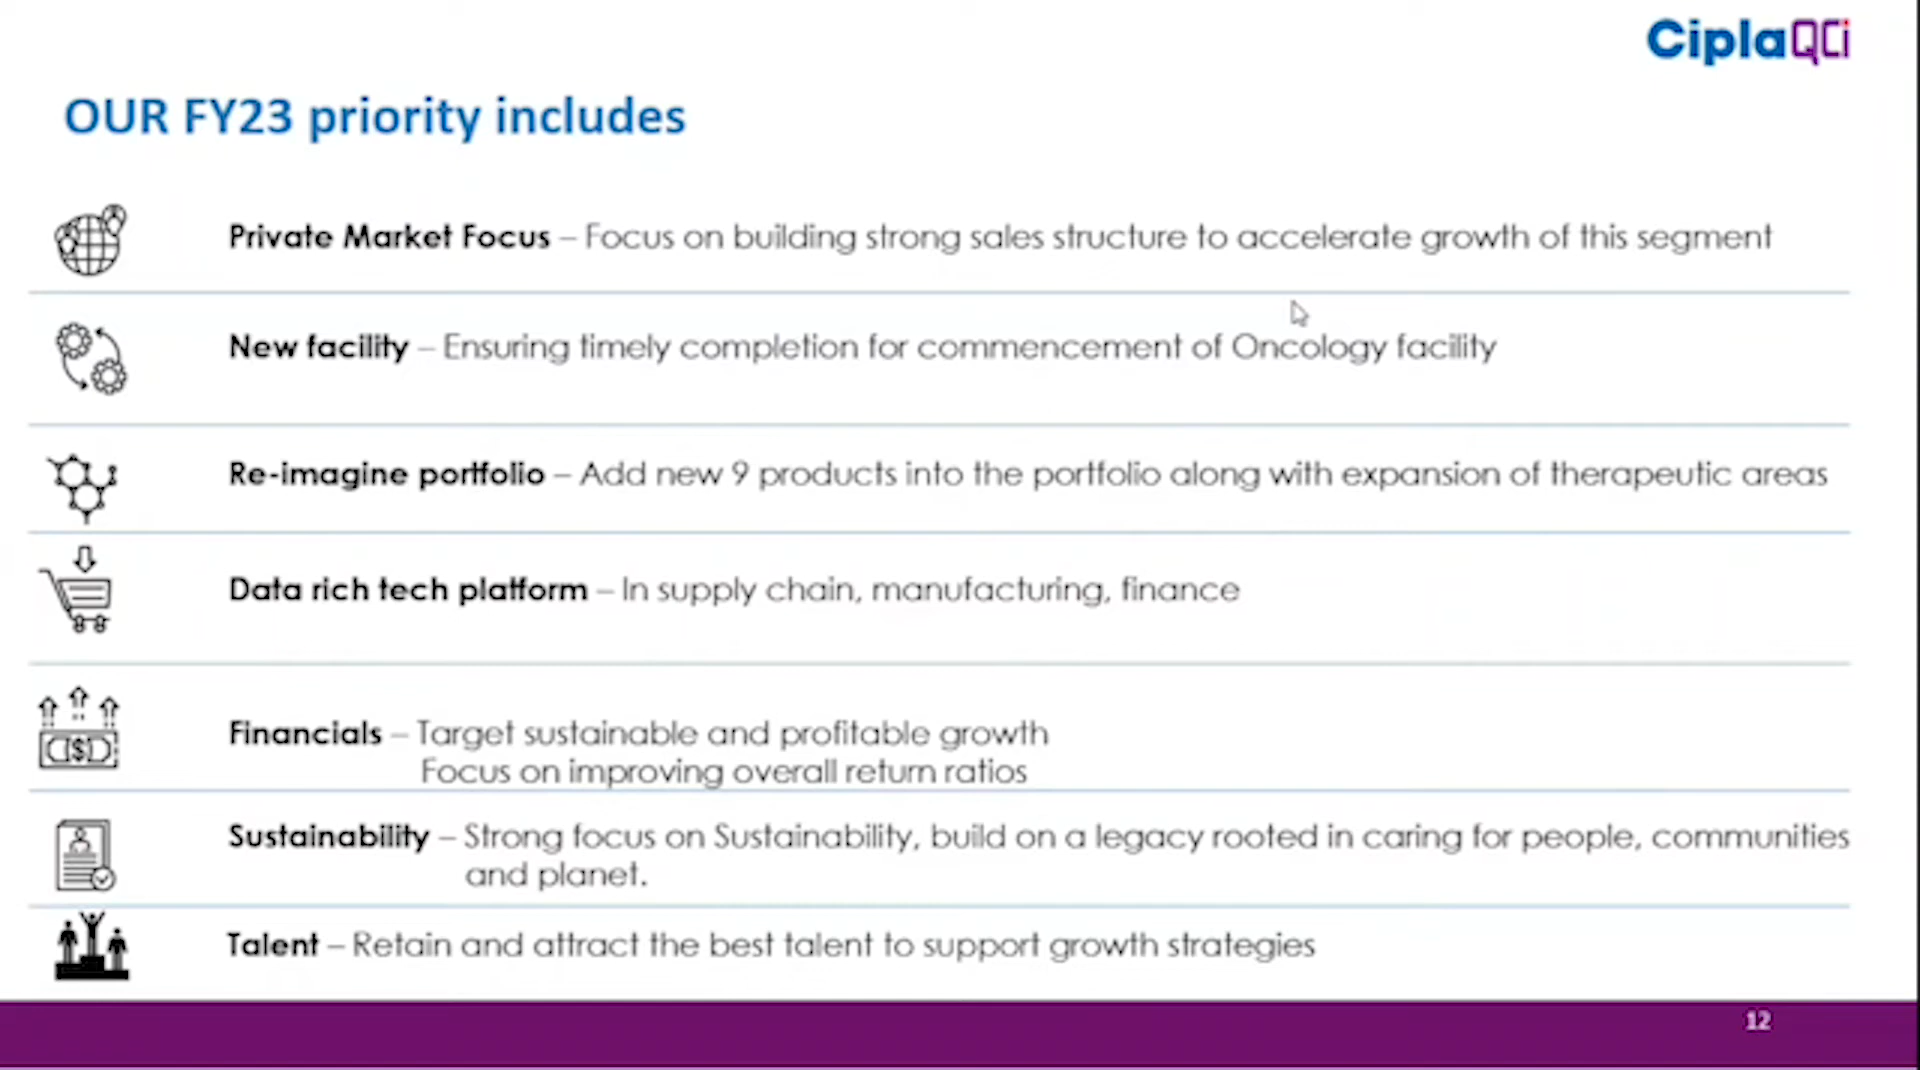 CiplaQCi
OUR FY23 priority includes
Private Market Focus – Focus on building strong sales structure to accelerate growth of this segment
New facility – Ensuring timely completion for commencement of Oncology facility
Re-imagine portfolio – Add new 9 products into the portfolio along with expansion of therapeutic areas
Data rich tech platform – In supply chain, manufacturing, finance
$
Financials – Target sustainable and profitable growth
Focus on improving overall return ratios
Sustainability – Strong focus on Sustainability, build on a legacy rooted in caring for people, communities
and planet.
Talent – Retain and attract the best talent to support growth strategies
12